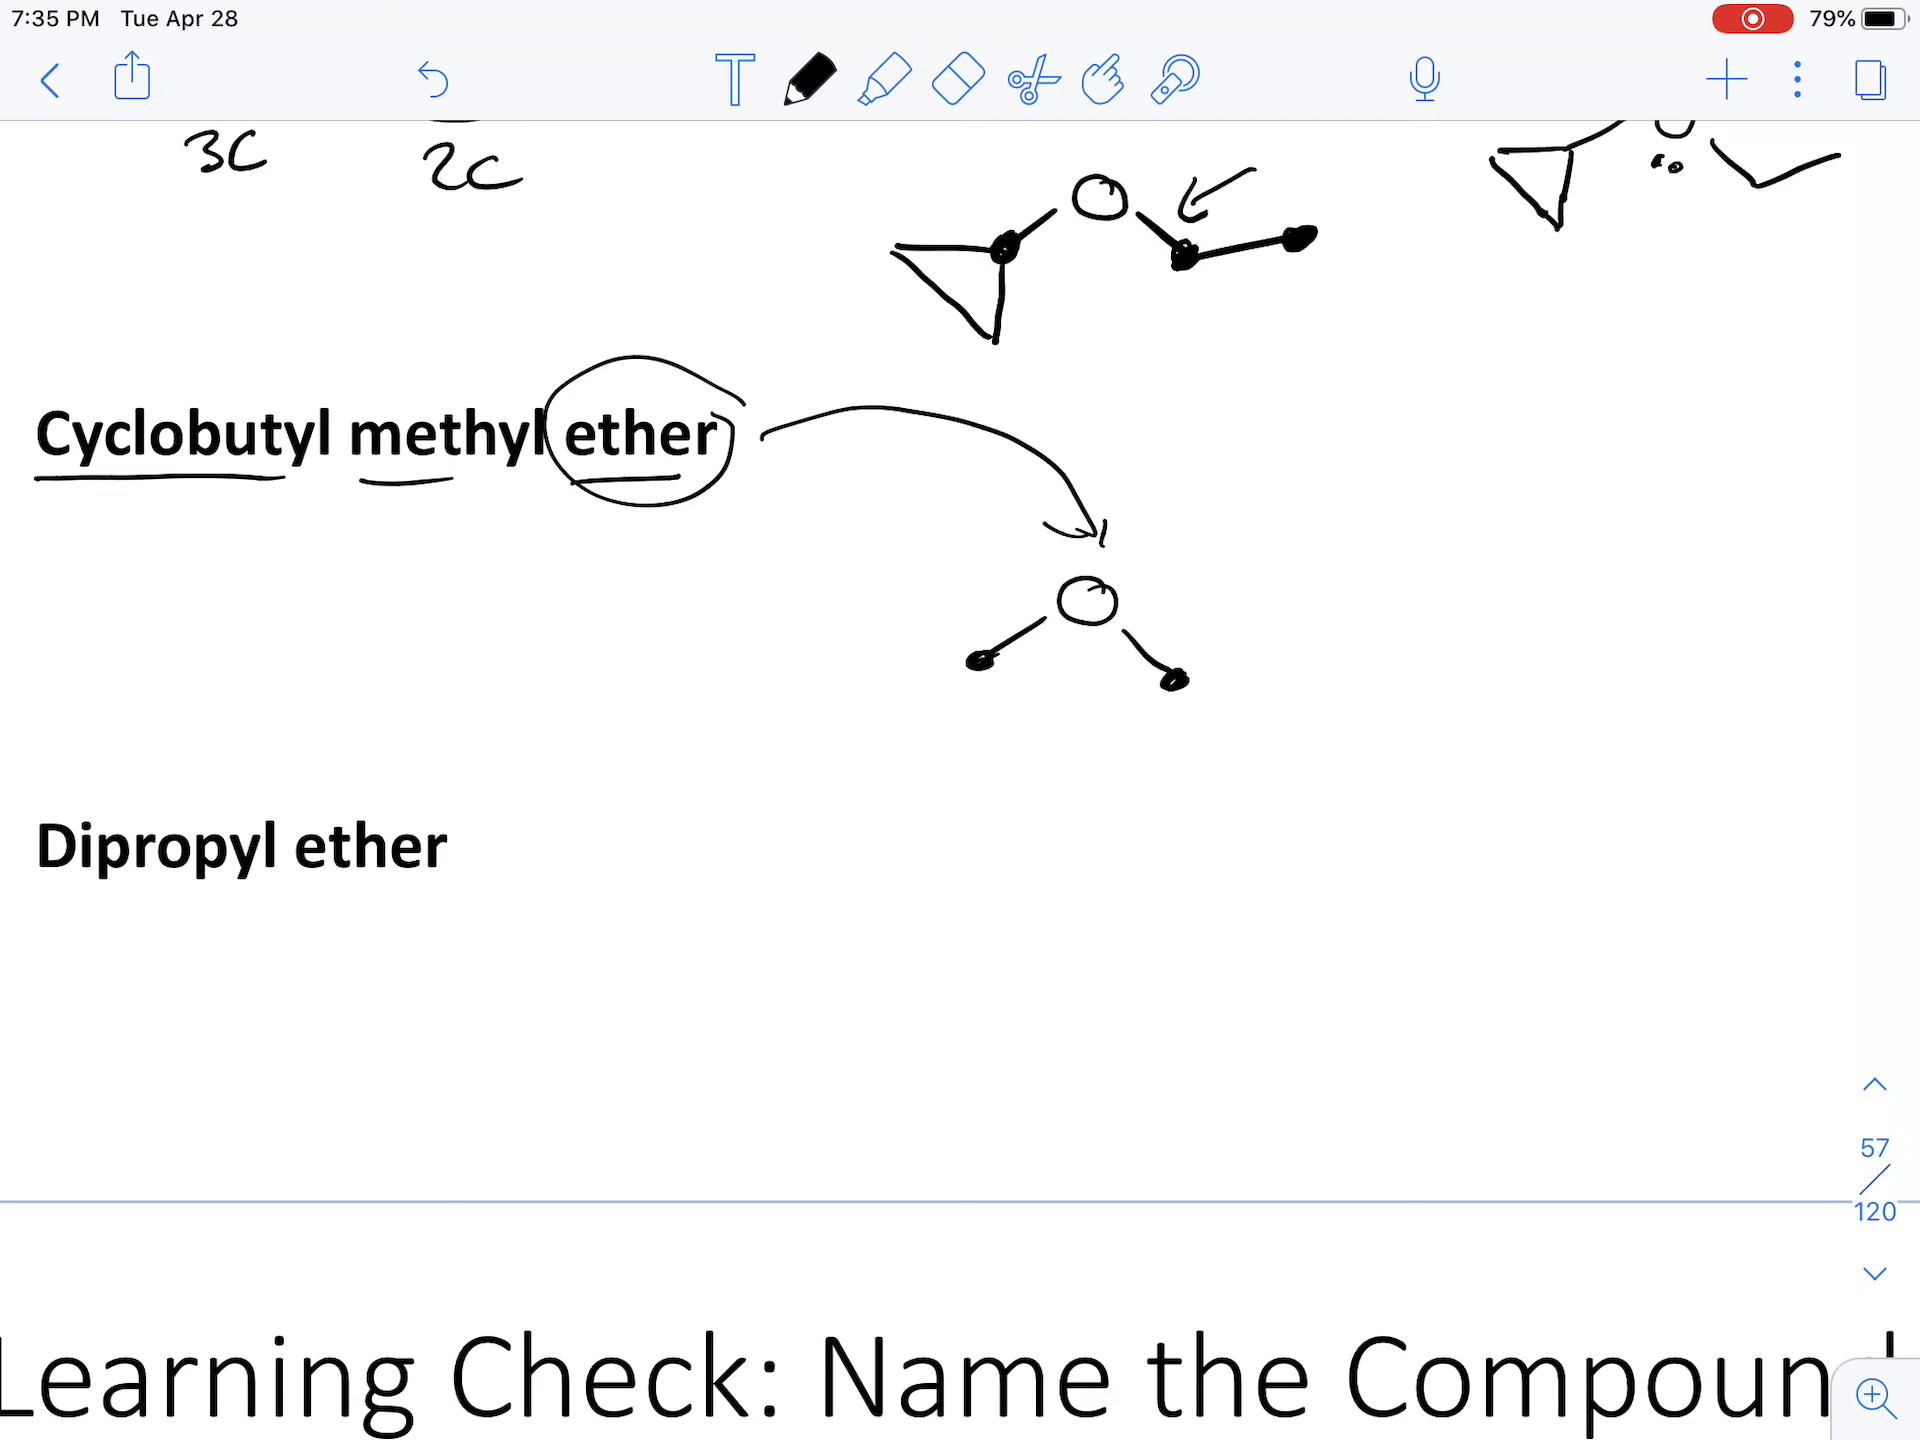 7:35 PM Tue Apr 28
79%
T
3C
2C
O
Cyclobutyl methyl ether
O
Dipropyl ether
57
120
Learning Check: Name the Compoun